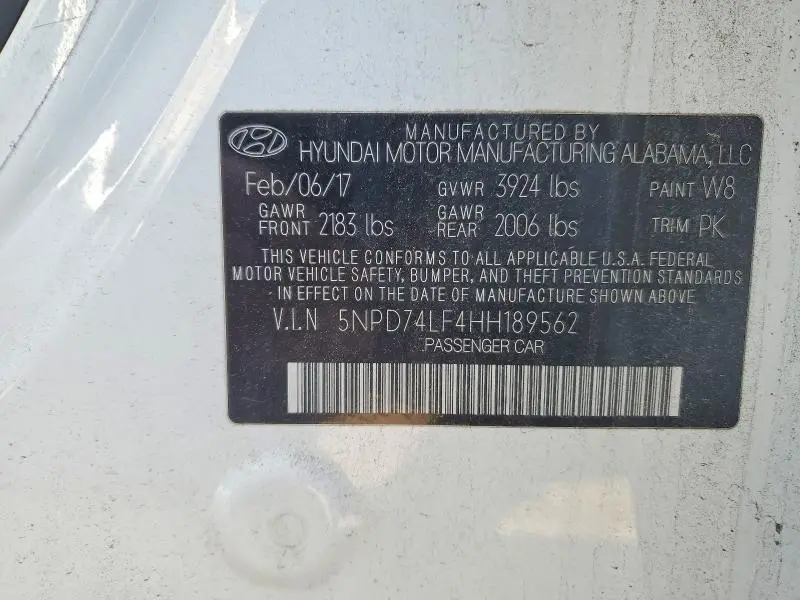 MANUFACTURED BY
HYUNDAI MOTOR MANUFACTURING ALABAMA, LLC
Feb/06/17 GVWR 3924 lbs PAINT W8
GAWR FRONT 2183 lbs GAWR REAR 2006 lbs TRIM PK
THIS VEHICLE CONFORMS TO ALL APPLICABLE U.S.A. FEDERAL
MOTOR VEHICLE SAFETY, BUMPER, AND THEFT PREVENTION STANDARDS
IN EFFECT ON THE DATE OF MANUFACTURE SHOWN ABOVE
V.I.N 5NPD74LF4HH189562
PASSENGER CAR